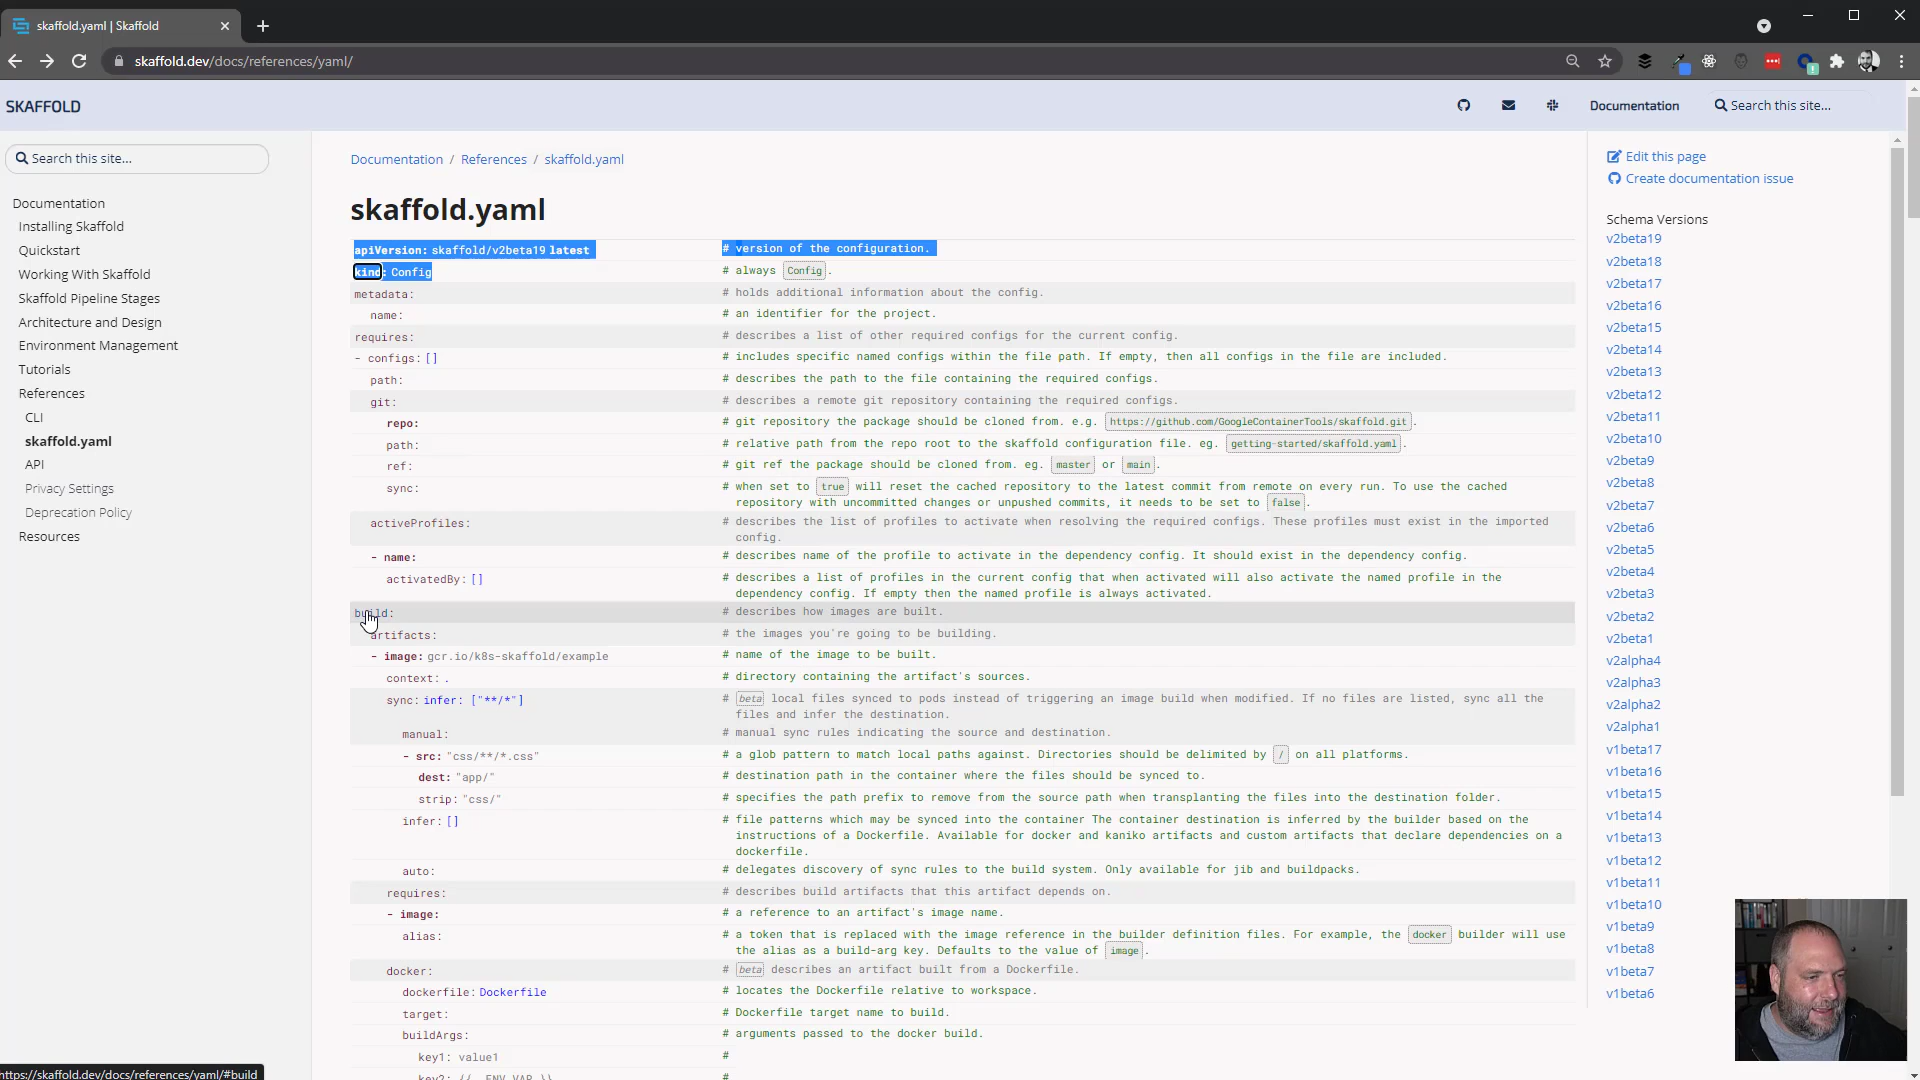 skaffold.yaml | Skaffold
skaffold.dev/docs/references/yaml/
SKAFFOLD
Documentation
Search this site...
Search this site...
Documentation
Installing Skaffold
Quickstart
Working With Skaffold
Skaffold Pipeline Stages
Architecture and Design
Environment Management
Tutorials
References
CLI
skaffold.yaml
API
Privacy Settings
Deprecation Policy
Resources
Documentation / References / skaffold.yaml
skaffold.yaml
apiVersion: skaffold/v2beta19 latest # version of the configuration.
kind: Config # always Config.
metadata: # holds additional information about the config.
name: # an identifier for the project.
requires: # describes a list of other required configs for the current config.
- configs: [] # includes specific named configs within the file path. If empty, then all configs in the file are included.
path: # describes the path to the file containing the required configs.
git: # describes a remote git repository containing the required configs.
repo: # git repository the package should be cloned from. e.g. https://github.com/GoogleContainerTools/skaffold.git.
path: # relative path from the repo root to the skaffold configuration file. eg. getting-started/skaffold.yaml.
ref: # git ref the package should be cloned from. eg. master or main.
sync: # when set to true will reset the cached repository to the latest commit from remote on every run. To use the cached
repository with uncommitted changes or unpushed commits, it needs to be set to false.
activeProfiles: # describes the list of profiles to activate when resolving the required configs. These profiles must exist in the imported
config.
- name: # describes name of the profile to activate in the dependency config. It should exist in the dependency config.
activatedBy: [] # describes a list of profiles in the current config that when activated will also activate the named profile in the
dependency config. If empty then the named profile is always activated.
build: # describes how images are built.
artifacts: # the images you're going to be building.
- image: gcr.io/k8s-skaffold/example # name of the image to be built.
context: . # directory containing the artifact's sources.
sync: infer: ["**/*"] # beta local files synced to pods instead of triggering an image build when modified. If no files are listed, sync all the
files and infer the destination.
manual: # manual sync rules indicating the source and destination.
- src: "css/**/*.css" # a glob pattern to match local paths against. Directories should be delimited by / on all platforms.
dest: "app/" # destination path in the container where the files should be synced to.
strip: "css/" # specifies the path prefix to remove from the source path when transplanting the files into the destination folder.
infer: [] # file patterns which may be synced into the container The container destination is inferred by the builder based on the
instructions of a Dockerfile. Available for docker and kaniko artifacts and custom artifacts that declare dependencies on a
dockerfile.
auto: # delegates discovery of sync rules to the build system. Only available for jib and buildpacks.
requires: # describes build artifacts that this artifact depends on.
- image: # a reference to an artifact's image name.
alias: # a token that is replaced with the image reference in the builder definition files. For example, the docker builder will use
the alias as a build-arg key. Defaults to the value of image.
docker: # beta describes an artifact built from a Dockerfile.
dockerfile: Dockerfile # locates the Dockerfile relative to workspace.
target: # Dockerfile target name to build.
buildArgs: # arguments passed to the docker build.
key1: value1 #
Edit this page
Create documentation issue
Schema Versions
v2beta19
v2beta18
v2beta17
v2beta16
v2beta15
v2beta14
v2beta13
v2beta12
v2beta11
v2beta10
v2beta9
v2beta8
v2beta7
v2beta6
v2beta5
v2beta4
v2beta3
v2beta2
v2beta1
v2alpha4
v2alpha3
v2alpha2
v2alpha1
v1beta17
v1beta16
v1beta15
v1beta14
v1beta13
v1beta12
v1beta11
v1beta10
v1beta9
v1beta8
v1beta7
v1beta6
https://skaffold.dev/docs/references/yaml/#build